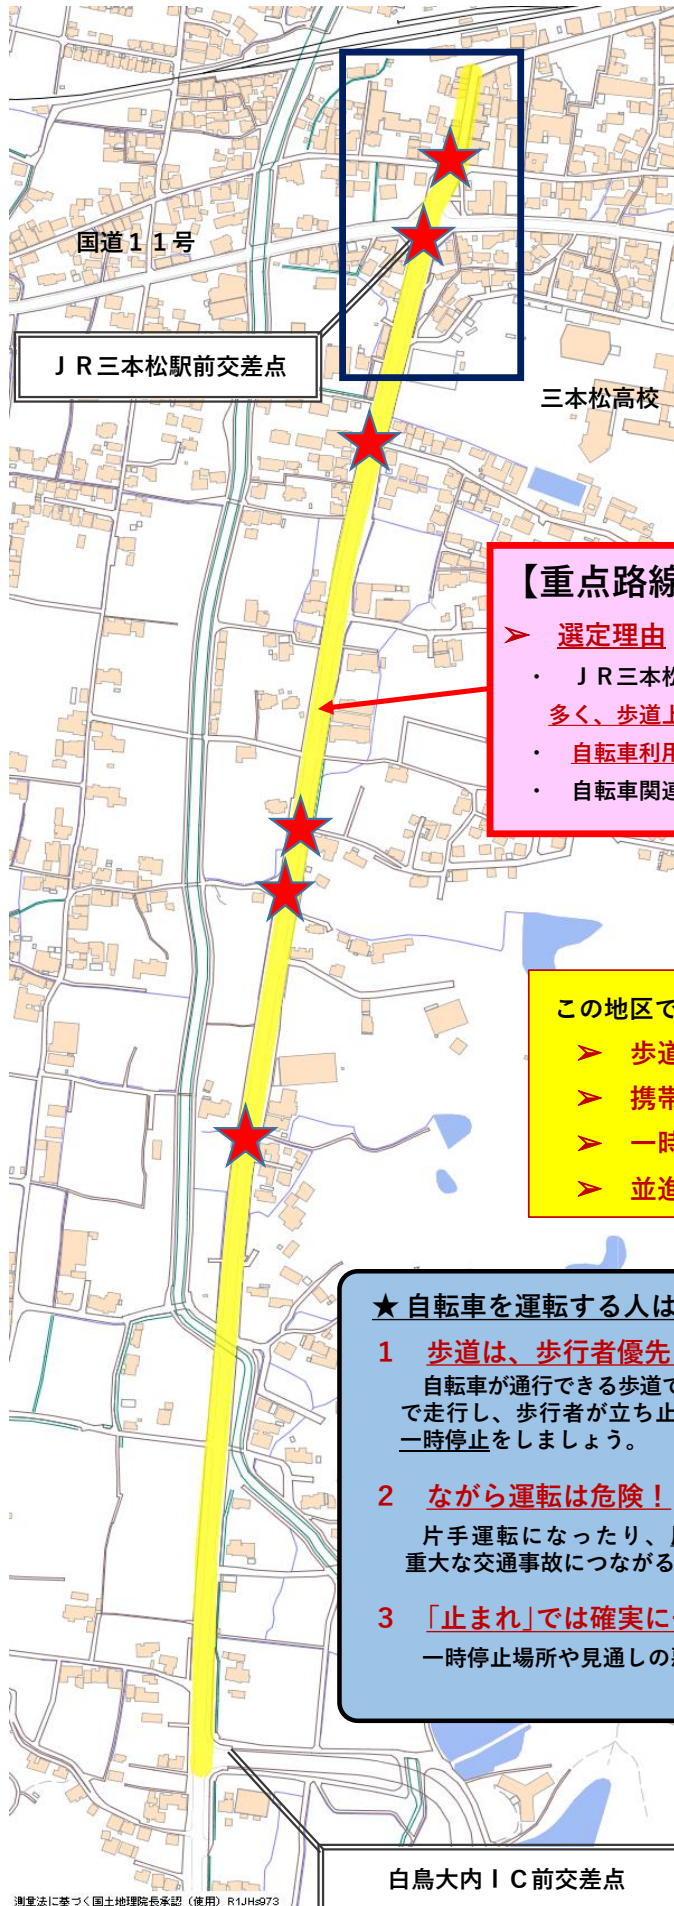 国道１１号
ＪＲ三本松駅前交差点
三本松高校
【重点路線
➢ 選定理由
・ ＪＲ三本松
多く、歩道上
・ 自転車利用
・ 自転車関連
この地区で
➢ 歩道
➢ 携帯
➢ 一時
➢ 並進
★ 自転車を運転する人は
1 歩道は、歩行者優先
自転車が通行できる歩道で
で走行し、歩行者が立ち止
一時停止をしましょう。
2 ながら運転は危険！
片手運転になったり、
重大な交通事故につながる
3 「止まれ」では確実に
一時停止場所や見通しの
白鳥大内ＩＣ前交差点
測量法に基づく国土地理院長承認（使用）R1JHs973